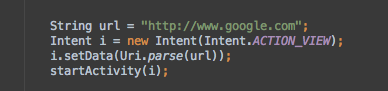 String url = "http://www.google.com";
Intent i = new Intent(Intent.ACTION_VIEW);
i.setData(Uri.parse(url));
startActivity(i);